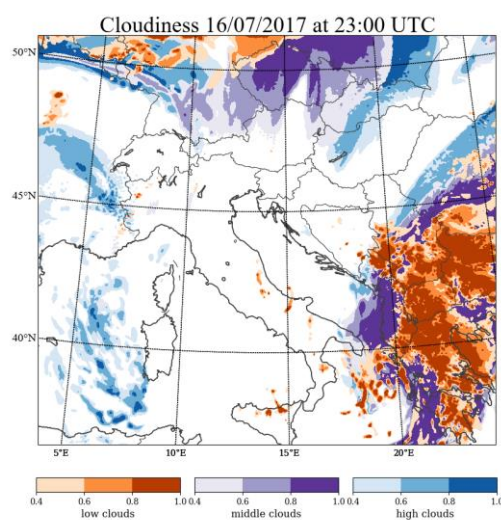 Cloudiness 16/07/2017 at 23:00 UTC
50°N
45°N
40°N
5°E 10°E 15°E 20°E
0.4 0.6 0.8 1.0 0.4 0.6 0.8 1.0 0.4 0.6 0.8 1.0
low clouds middle clouds high clouds